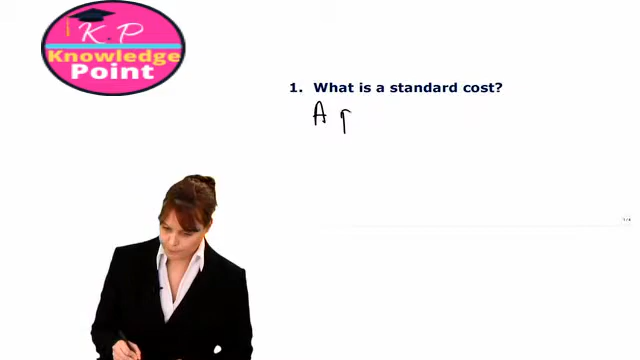 K.P
Knowledge
Point
1. What is a standard cost?
A p